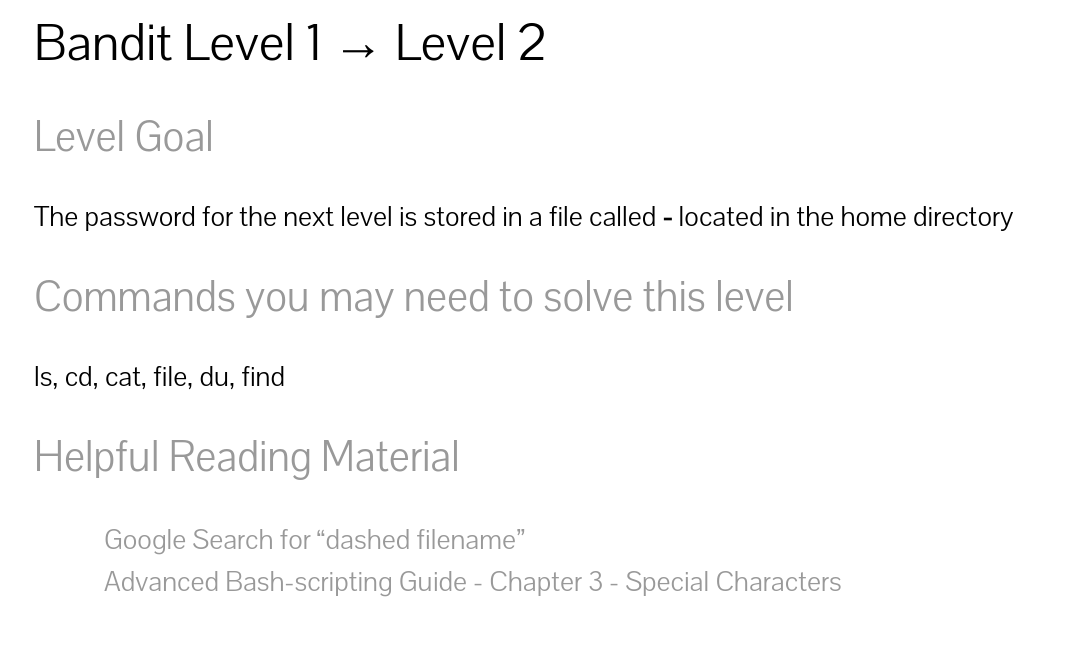 Bandit Level 1 → Level 2
Level Goal
The password for the next level is stored in a file called - located in the home directory
Commands you may need to solve this level
ls, cd, cat, file, du, find
Helpful Reading Material
Google Search for “dashed filename”
Advanced Bash-scripting Guide - Chapter 3 - Special Characters